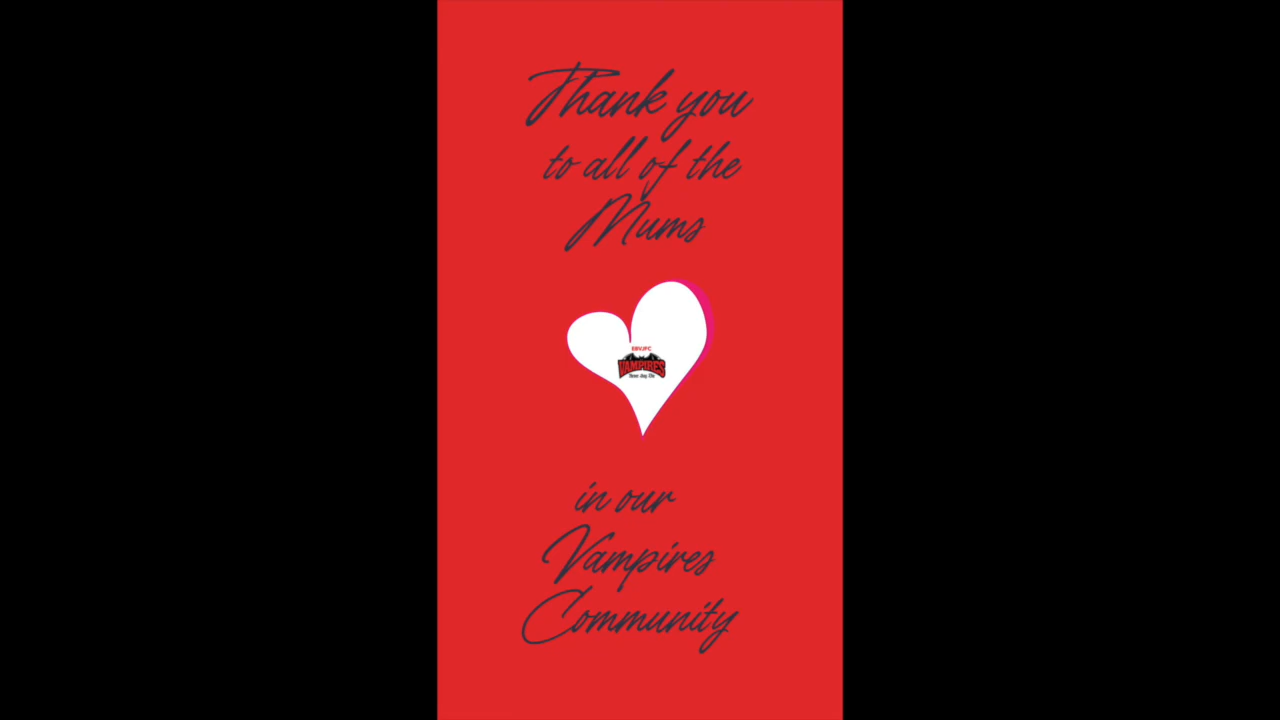 Thank you
to all of the
Mums
EBVJFC
VAMPIRES
in our
Vampires
Community